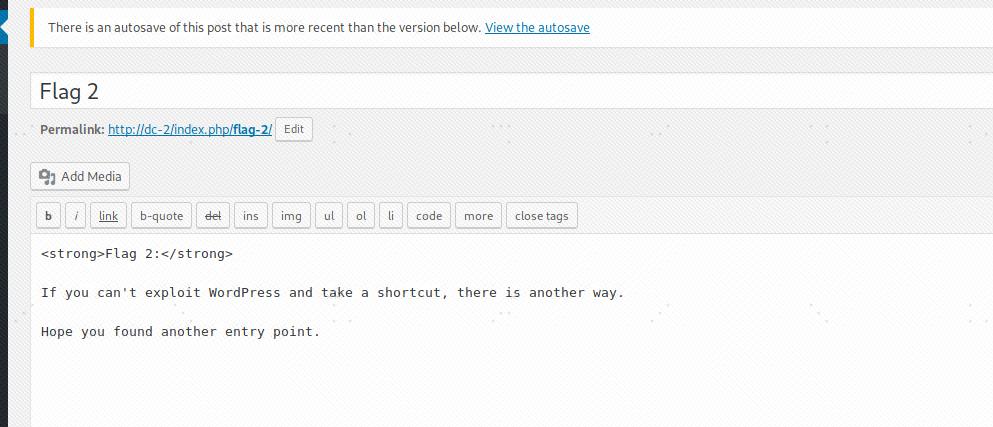 There is an autosave of this post that is more recent than the version below. View the autosave
Flag 2
Permalink: http://dc-2/index.php/flag-2/ Edit
Add Media
b i link b-quote del ins img ul ol li code more close tags
<strong>Flag 2:</strong>
If you can't exploit WordPress and take a shortcut, there is another way.
Hope you found another entry point.